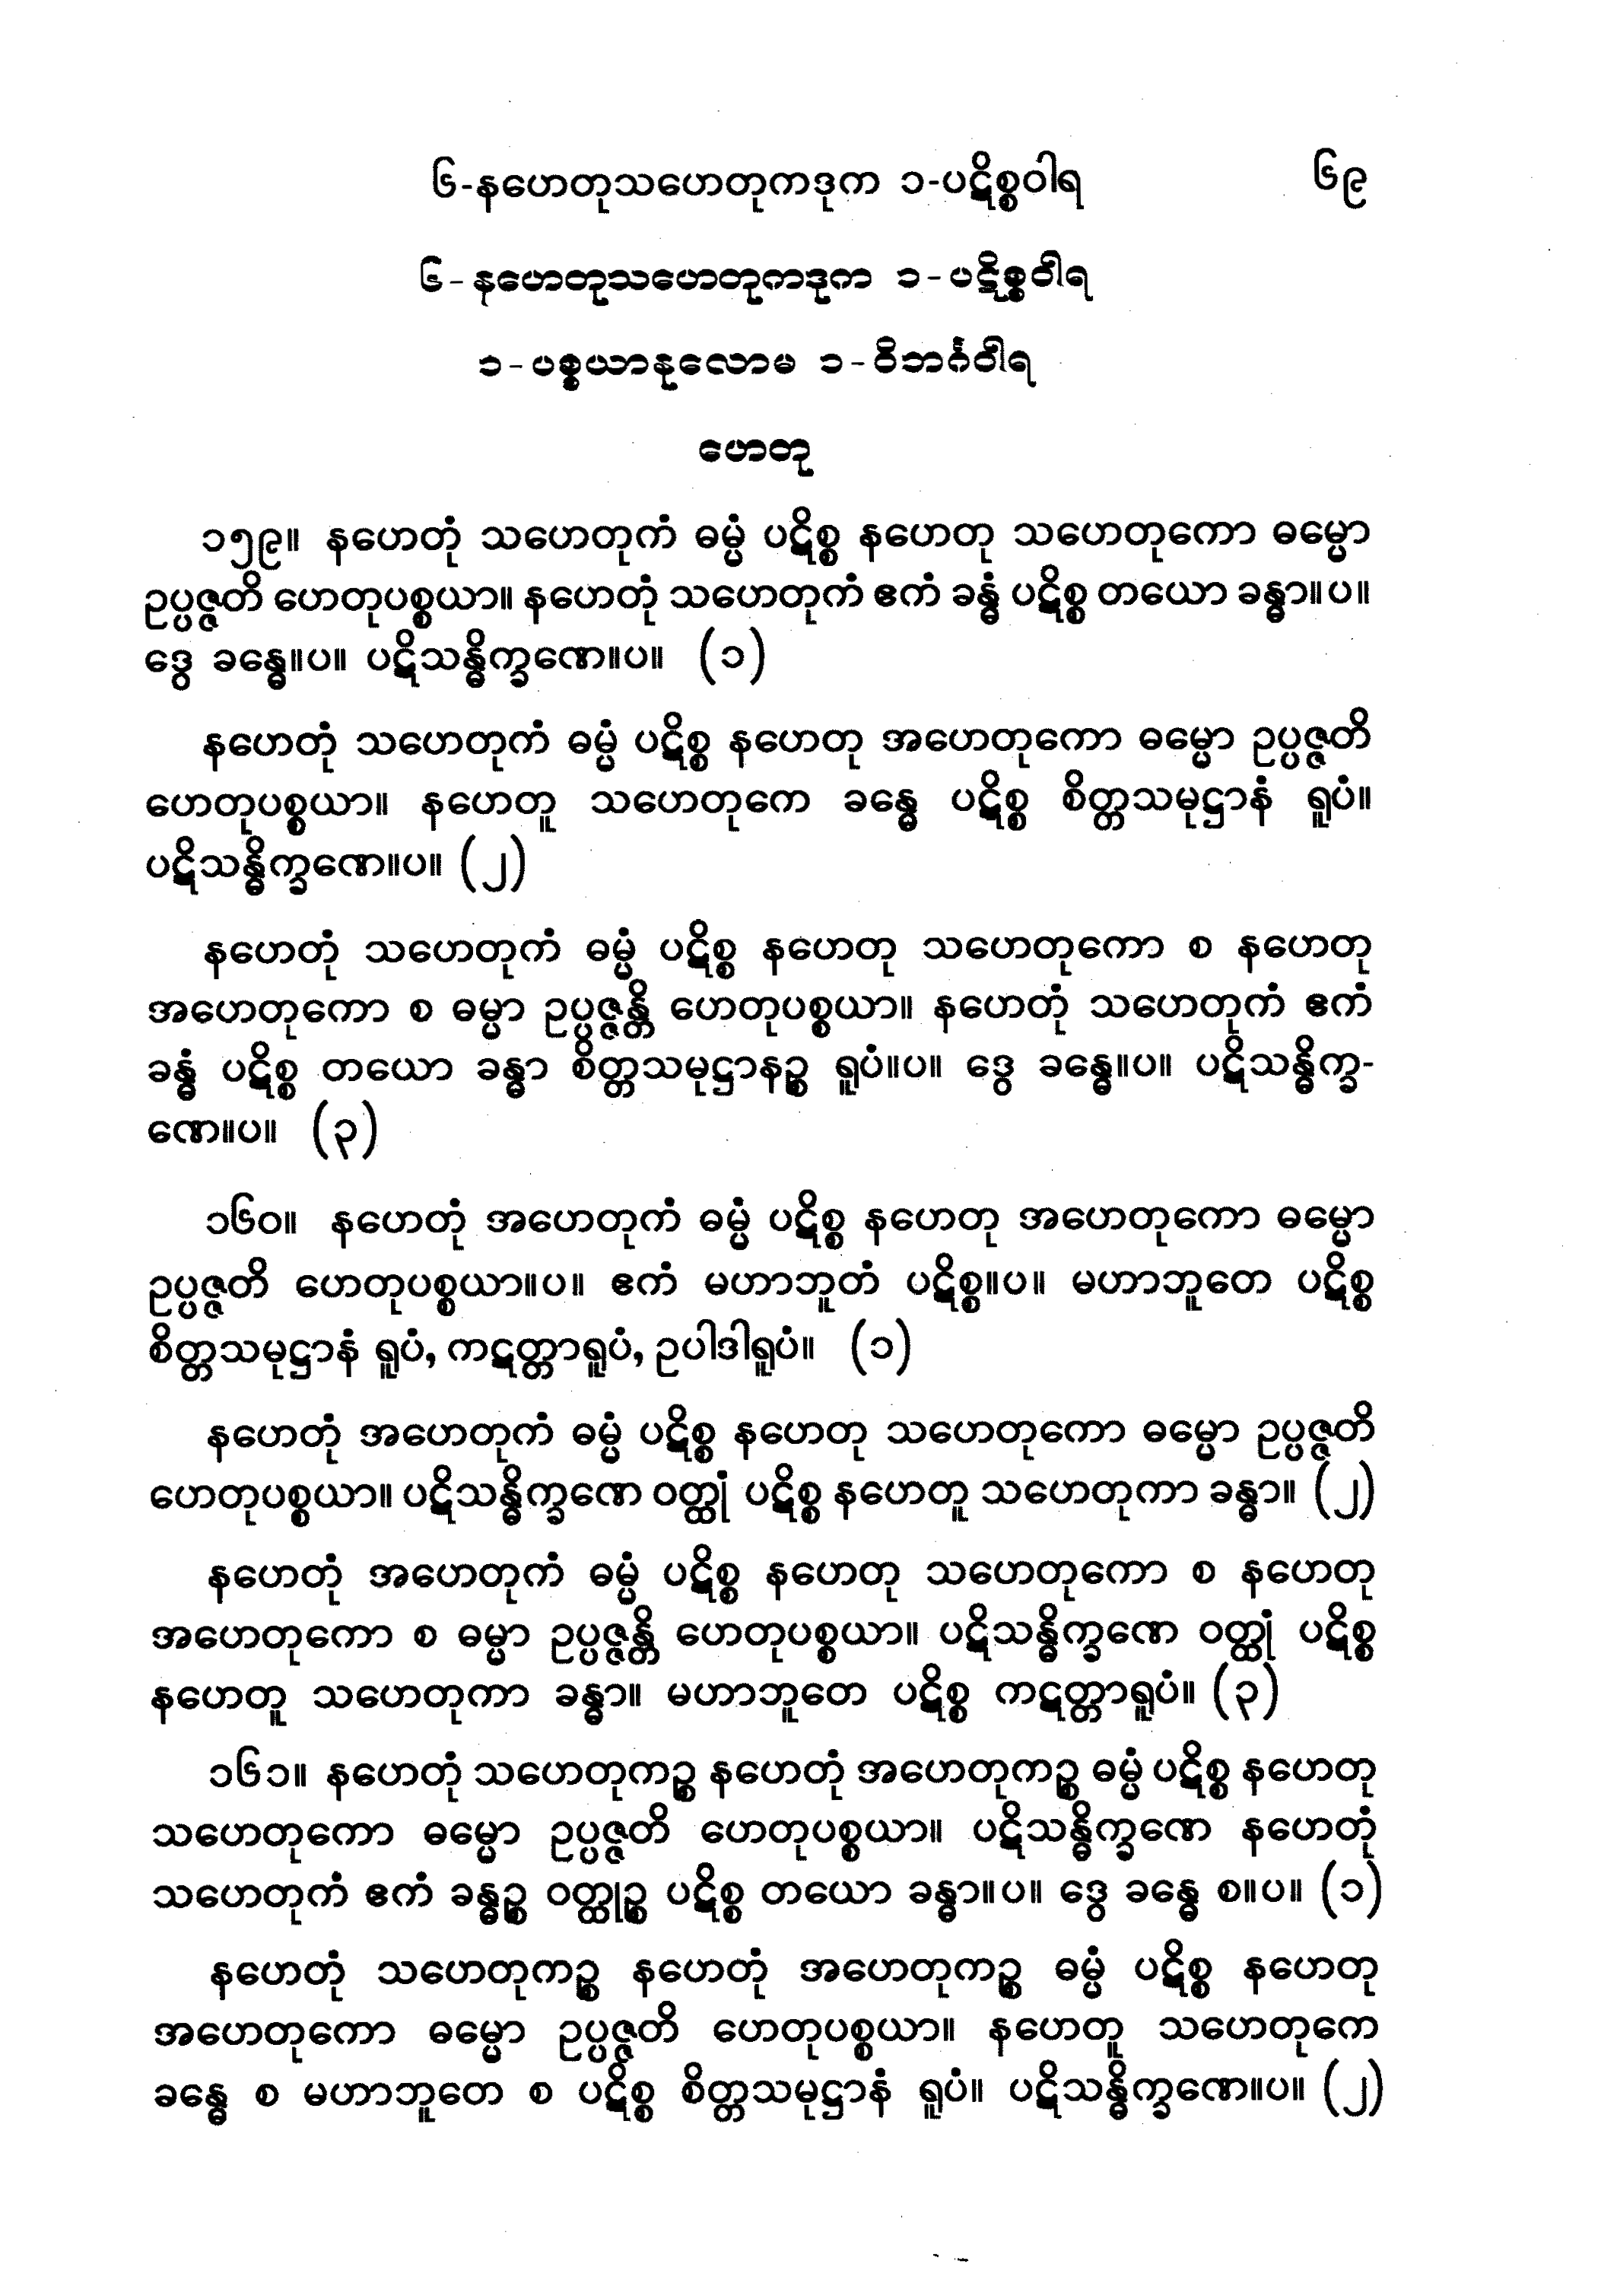 ၆-နဟေတုသဟေတုကဒုက ၁-ပဋိစ္စဝါရ ၆၉
၆-နဟေတုသဟေတုကဒုက ၁-ပဋိစ္စဝါရ
၁-ပစ္စယာနုလောမ ၁-ဝိဘင်္ဂဝါရ
ဟေတု
၁၅၉။ နဟေတုံ သဟေတုကံ ဓမ္မံ ပဋိစ္စ နဟေတု သဟေတုကော ဓမ္မော
ဥပ္ပဇ္ဇတိ ဟေတုပစ္စယာ။ နဟေတုံ သဟေတုကံ ဧကံ ခန္ဓံ ပဋိစ္စ တယော ခန္ဓာ။ပ။
ဒွေ ခန္ဓေ။ပ။ ပဋိသန္ဓိက္ခဏေ။ပ။ (၁)
နဟေတုံ သဟေတုကံ ဓမ္မံ ပဋိစ္စ နဟေတု အဟေတုကော ဓမ္မော ဥပ္ပဇ္ဇတိ
ဟေတုပစ္စယာ။ နဟေတူ သဟေတုကေ ခန္ဓေ ပဋိစ္စ စိတ္တသမုဋ္ဌာနံ ရူပံ။
ပဋိသန္ဓိက္ခဏေ။ပ။ (၂)
နဟေတုံ သဟေတုကံ ဓမ္မံ ပဋိစ္စ နဟေတု သဟေတုကော စ နဟေတု
အဟေတုကော စ ဓမ္မာ ဥပ္ပဇ္ဇန္တိ ဟေတုပစ္စယာ။ နဟေတုံ သဟေတုကံ ဧကံ
ခန္ဓံ ပဋိစ္စ တယော ခန္ဓာ စိတ္တသမုဋ္ဌာနဉ္စ ရူပံ။ပ။ ဒွေ ခန္ဓေ။ပ။ ပဋိသန္ဓိက္ခ-
ဏေ။ပ။ (၃)
၁၆၀။ နဟေတုံ အဟေတုကံ ဓမ္မံ ပဋိစ္စ နဟေတု အဟေတုကော ဓမ္မော
ဥပ္ပဇ္ဇတိ ဟေတုပစ္စယာ။ပ။ ဧကံ မဟာဘူတံ ပဋိစ္စ။ပ။ မဟာဘူတေ ပဋိစ္စ
စိတ္တသမုဋ္ဌာနံ ရူပံ, ကဋတ္တာရူပံ, ဥပါဒါရူပံ။ (၁)
နဟေတုံ အဟေတုကံ ဓမ္မံ ပဋိစ္စ နဟေတု သဟေတုကော ဓမ္မော ဥပ္ပဇ္ဇတိ
ဟေတုပစ္စယာ။ ပဋိသန္ဓိက္ခဏေ ဝတ္ထုံ ပဋိစ္စ နဟေတူ သဟေတုကာ ခန္ဓာ။ (၂)
နဟေတုံ အဟေတုကံ ဓမ္မံ ပဋိစ္စ နဟေတု သဟေတုကော စ နဟေတု
အဟေတုကော စ ဓမ္မာ ဥပ္ပဇ္ဇန္တိ ဟေတုပစ္စယာ။ ပဋိသန္ဓိက္ခဏေ ဝတ္ထုံ ပဋိစ္စ
နဟေတူ သဟေတုကာ ခန္ဓာ။ မဟာဘူတေ ပဋိစ္စ ကဋတ္တာရူပံ။ (၃)
၁၆၁။ နဟေတုံ သဟေတုကဉ္စ နဟေတုံ အဟေတုကဉ္စ ဓမ္မံ ပဋိစ္စ နဟေတု
သဟေတုကော ဓမ္မော ဥပ္ပဇ္ဇတိ ဟေတုပစ္စယာ။ ပဋိသန္ဓိက္ခဏေ နဟေတုံ
သဟေတုကံ ဧကံ ခန္ဓဉ္စ ဝတ္ထုဉ္စ ပဋိစ္စ တယော ခန္ဓာ။ပ။ ဒွေ ခန္ဓေ စ။ပ။ (၁)
နဟေတုံ သဟေတုကဉ္စ နဟေတုံ အဟေတုကဉ္စ ဓမ္မံ ပဋိစ္စ နဟေတု
အဟေတုကော ဓမ္မော ဥပ္ပဇ္ဇတိ ဟေတုပစ္စယာ။ နဟေတူ သဟေတုကေ
ခန္ဓေ စ မဟာဘူတေ စ ပဋိစ္စ စိတ္တသမုဋ္ဌာနံ ရူပံ။ ပဋိသန္ဓိက္ခဏေ။ပ။ (၂)